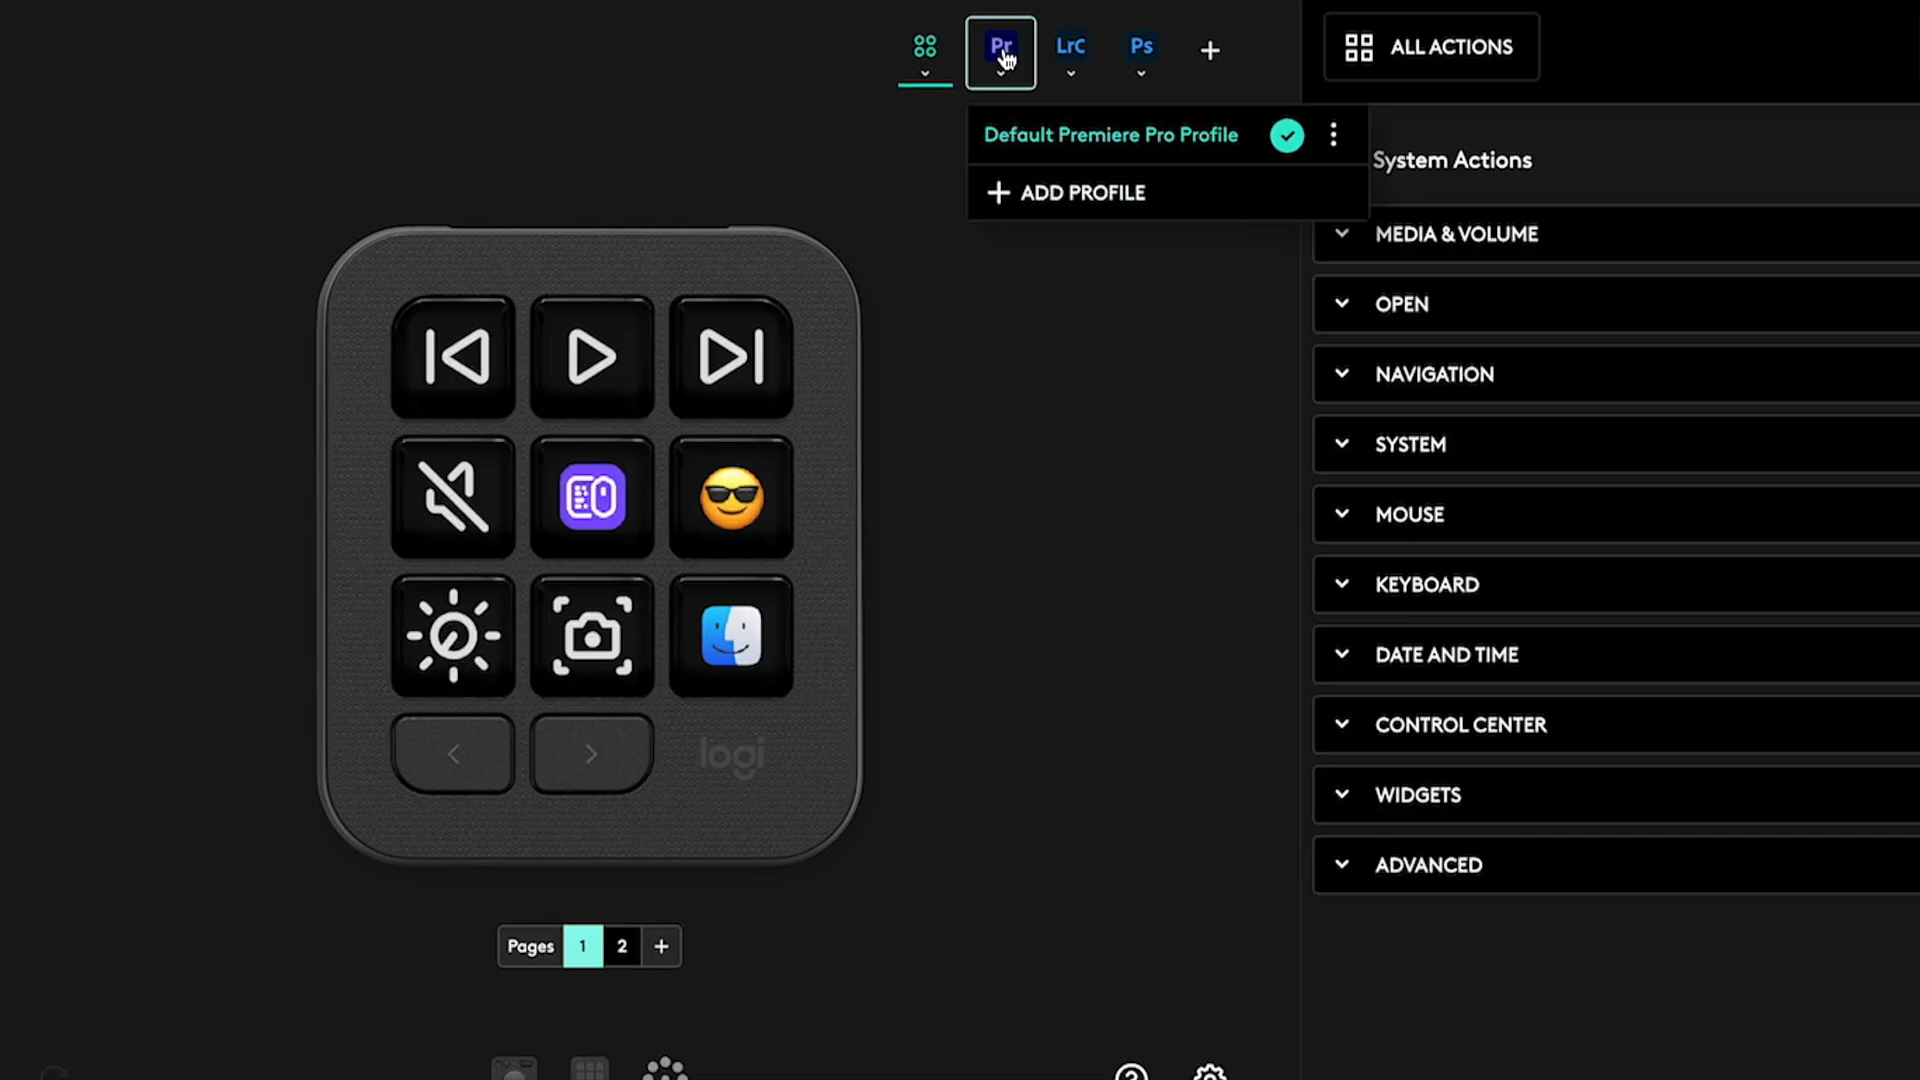 Pr
LrC
Ps
ALL ACTIONS
Default Premiere Pro Profile
ADD PROFILE
System Actions
MEDIA & VOLUME
OPEN
NAVIGATION
SYSTEM
MOUSE
KEYBOARD
DATE AND TIME
CONTROL CENTER
WIDGETS
ADVANCED
logi
Pages 1 2 +